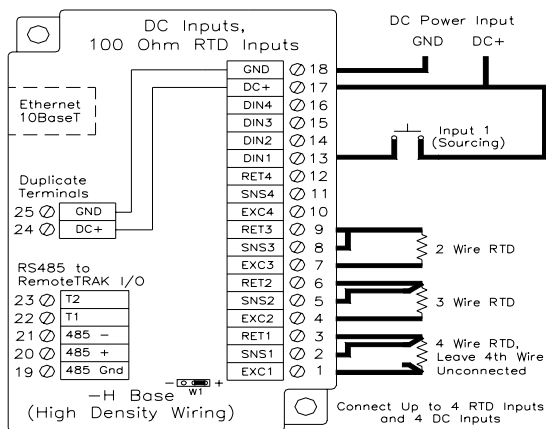 DC Inputs,
100 Ohm RTD Inputs
DC Power Input
GND DC+
GND 18
DC+ 17
DIN4 16
DIN3 15
DIN2 14
DIN1 13
RET4 12
SNS4 11
EXC4 10
RET3 9
SNS3 8
EXC3 7
RET2 6
SNS2 5
EXC2 4
RET1 3
SNS1 2
EXC1 1
Ethernet
10BaseT
Input 1
(Sourcing)
Duplicate
Terminals
25 GND
24 DC+
2 Wire RTD
3 Wire RTD
4 Wire RTD,
Leave 4th Wire
Unconnected
RS485 to
RemoteTRAK I/O
23 T2
22 T1
21 485 -
20 485 +
19 485 Gnd
- +
W1
-H Base
(High Density Wiring)
Connect Up to 4 RTD Inputs
and 4 DC Inputs